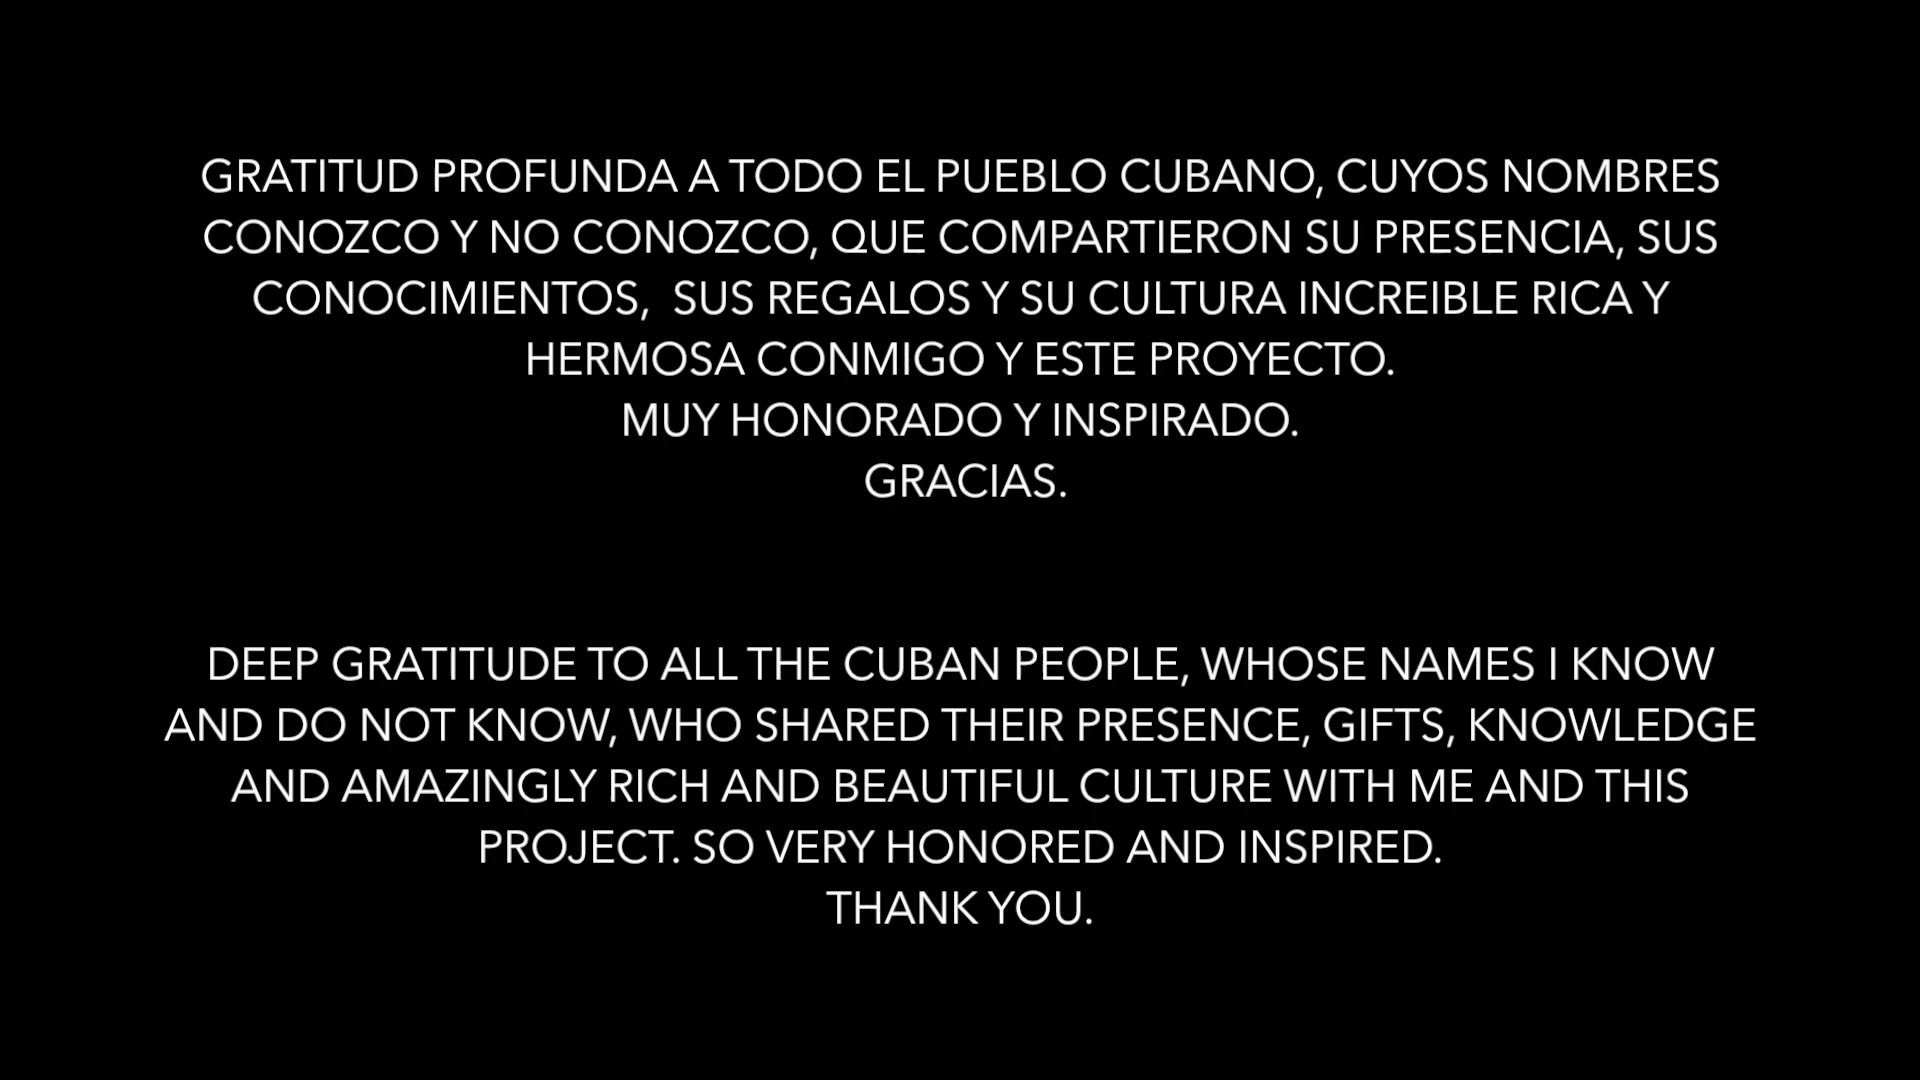 GRATITUD PROFUNDA A TODO EL PUEBLO CUBANO, CUYOS NOMBRES
CONOZCO Y NO CONOZCO, QUE COMPARTIERON SU PRESENCIA, SUS
CONOCIMIENTOS,  SUS REGALOS Y SU CULTURA INCREIBLE RICA Y
HERMOSA CONMIGO Y ESTE PROYECTO.
MUY HONORADO Y INSPIRADO.
GRACIAS.
DEEP GRATITUDE TO ALL THE CUBAN PEOPLE, WHOSE NAMES I KNOW
AND DO NOT KNOW, WHO SHARED THEIR PRESENCE, GIFTS, KNOWLEDGE
AND AMAZINGLY RICH AND BEAUTIFUL CULTURE WITH ME AND THIS
PROJECT. SO VERY HONORED AND INSPIRED.
THANK YOU.